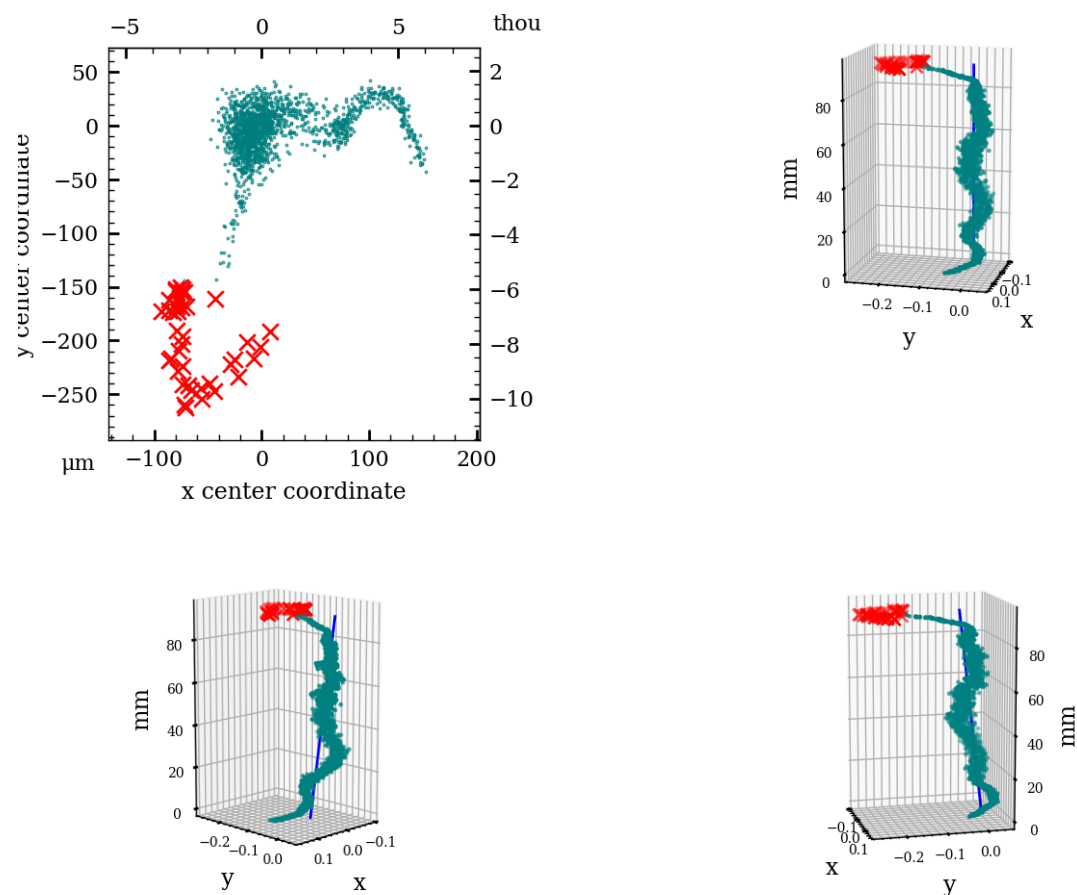 −5 0 5 thou
50 0 −50 −100 −150 −200 −250
2 0 −2 −4 −6 −8 −10
y center coordinate
μm −100 0 100 200
x center coordinate
80 60 40 20 0
mm
−0.2 −0.1 0.0
y
−0.1 0.0 0.1
x
80 60 40 20 0
mm
−0.2 −0.1 0.0
y
0.1 0.0 −0.1
x
80 60 40 20 0
mm
−0.1 0.0 0.1
x
−0.2 −0.1 0.0
y